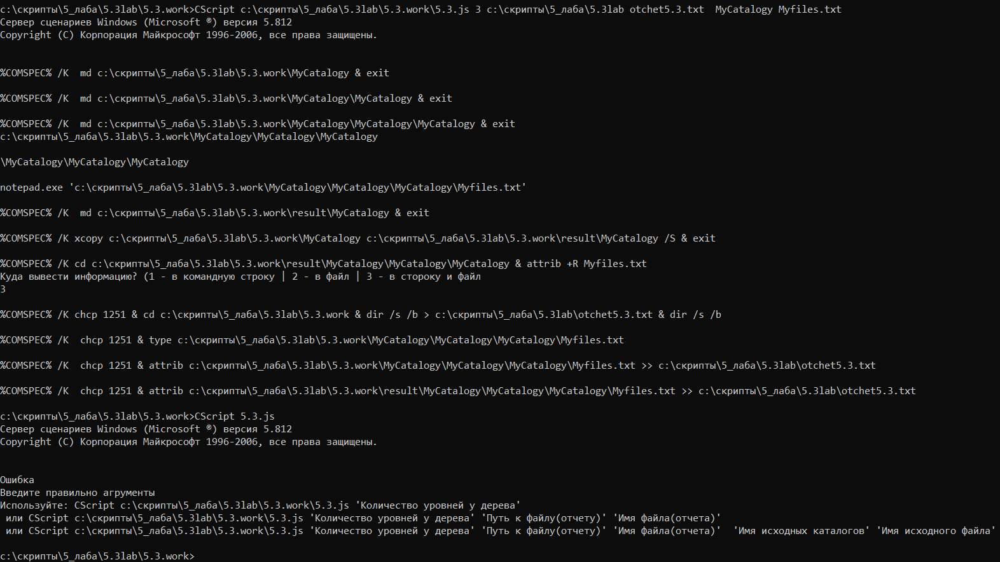 c:\скрипты\5_лаба\5.3lab\5.3.work>CScript c:\скрипты\5_лаба\5.3lab\5.3.work\5.3.js 3 c:\скрипты\5_лаба\5.3lab otchet5.3.txt  MyCatalogy Myfiles.txt
Сервер сценариев Windows (Microsoft ®) версия 5.812
Copyright (C) Корпорация Майкрософт 1996-2006, все права защищены.
%COMSPEC% /K  md c:\скрипты\5_лаба\5.3lab\5.3.work\MyCatalogy & exit
%COMSPEC% /K  md c:\скрипты\5_лаба\5.3lab\5.3.work\MyCatalogy\MyCatalogy & exit
%COMSPEC% /K  md c:\скрипты\5_лаба\5.3lab\5.3.work\MyCatalogy\MyCatalogy\MyCatalogy & exit
c:\скрипты\5_лаба\5.3lab\5.3.work\MyCatalogy\MyCatalogy\MyCatalogy
\MyCatalogy\MyCatalogy\MyCatalogy
notepad.exe 'c:\скрипты\5_лаба\5.3lab\5.3.work\MyCatalogy\MyCatalogy\MyCatalogy\Myfiles.txt'
%COMSPEC% /K  md c:\скрипты\5_лаба\5.3lab\5.3.work\result\MyCatalogy & exit
%COMSPEC% /K xcopy c:\скрипты\5_лаба\5.3lab\5.3.work\MyCatalogy c:\скрипты\5_лаба\5.3lab\5.3.work\result\MyCatalogy /S & exit
%COMSPEC% /K cd c:\скрипты\5_лаба\5.3lab\5.3.work\result\MyCatalogy\MyCatalogy\MyCatalogy & attrib +R Myfiles.txt
Куда вывести информацию? (1 - в командную строку | 2 - в файл | 3 - в стороку и файл
3
%COMSPEC% /K chcp 1251 & cd c:\скрипты\5_лаба\5.3lab\5.3.work & dir /s /b > c:\скрипты\5_лаба\5.3lab\otchet5.3.txt & dir /s /b
%COMSPEC% /K  chcp 1251 & type c:\скрипты\5_лаба\5.3lab\5.3.work\MyCatalogy\MyCatalogy\MyCatalogy\Myfiles.txt
%COMSPEC% /K  chcp 1251 & attrib c:\скрипты\5_лаба\5.3lab\5.3.work\MyCatalogy\MyCatalogy\MyCatalogy\Myfiles.txt >> c:\скрипты\5_лаба\5.3lab\otchet5.3.txt
%COMSPEC% /K  chcp 1251 & attrib c:\скрипты\5_лаба\5.3lab\5.3.work\result\MyCatalogy\MyCatalogy\MyCatalogy\Myfiles.txt >> c:\скрипты\5_лаба\5.3lab\otchet5.3.txt
c:\скрипты\5_лаба\5.3lab\5.3.work>CScript 5.3.js
Сервер сценариев Windows (Microsoft ®) версия 5.812
Copyright (C) Корпорация Майкрософт 1996-2006, все права защищены.
Ошибка
Введите правильно агрументы
Используйте: CScript c:\скрипты\5_лаба\5.3lab\5.3.work\5.3.js 'Количество уровней у дерева'
 или CScript c:\скрипты\5_лаба\5.3lab\5.3.work\5.3.js 'Количество уровней у дерева' 'Путь к файлу(отчету)' 'Имя файла(отчета)'
 или CScript c:\скрипты\5_лаба\5.3lab\5.3.work\5.3.js 'Количество уровней у дерева' 'Путь к файлу(отчету)' 'Имя файла(отчета)'  'Имя исходных каталогов' 'Имя исходного файла'
c:\скрипты\5_лаба\5.3lab\5.3.work>